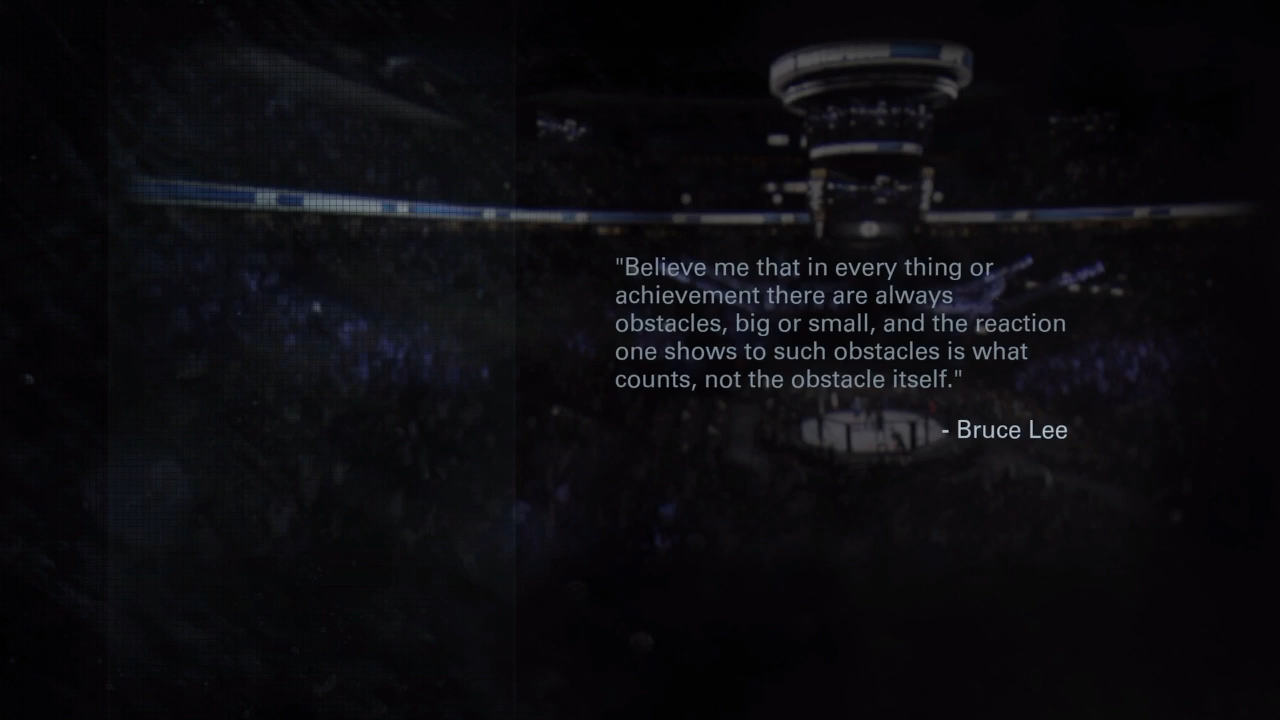 "Believe me that in every thing or
achievement there are always
obstacles, big or small, and the reaction
one shows to such obstacles is what
counts, not the obstacle itself."
- Bruce Lee